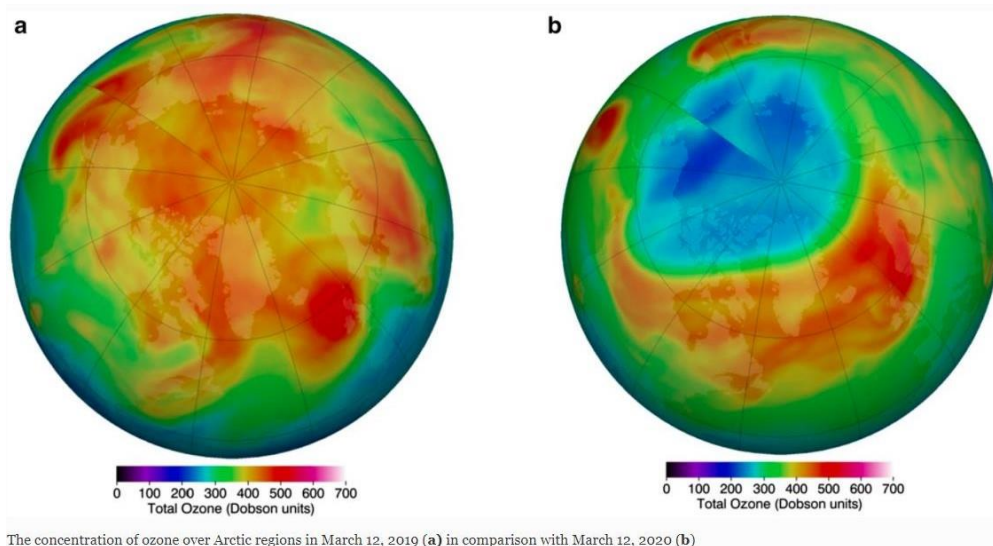 a
b
0 100 200 300 400 500 600 700
Total Ozone (Dobson units)
0 100 200 300 400 500 600 700
Total Ozone (Dobson units)
The concentration of ozone over Arctic regions in March 12, 2019 (a) in comparison with March 12, 2020 (b)